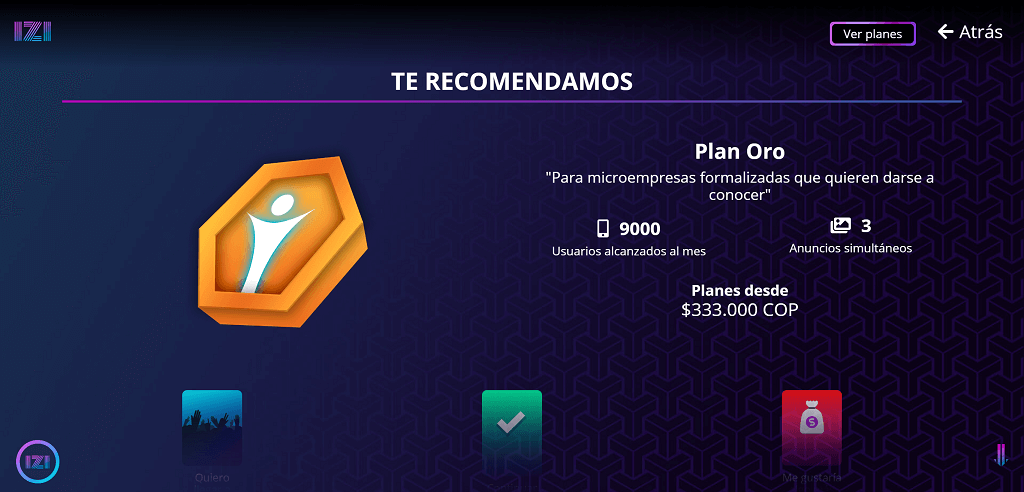 IZI
Ver planes
Atrás
TE RECOMENDAMOS
Plan Oro
"Para microempresas formalizadas que quieren darse a
conocer"
9000
Usuarios alcanzados al mes
3
Anuncios simultáneos
Planes desde
$333.000 COP
$
IZI
Quiero
Me gustaría